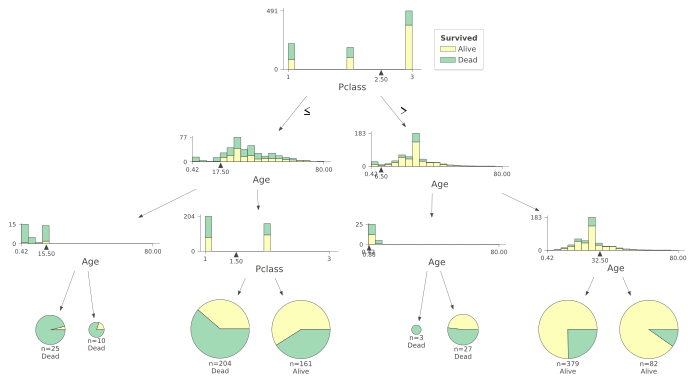 491
0
1
2.50
3
Pclass
Survived
Alive
Dead
≤
>
77
0
0.42
17.50
80.00
Age
183
0
0.42
6.50
80.00
Age
15
0
0.42
15.50
80.00
Age
204
0
1
1.50
3
Pclass
25
0
0.88
80.00
Age
183
0
0.42
32.50
80.00
Age
n=25
Dead
n=10
Dead
n=204
Dead
n=161
Alive
n=3
Dead
n=27
Dead
n=379
Alive
n=82
Alive